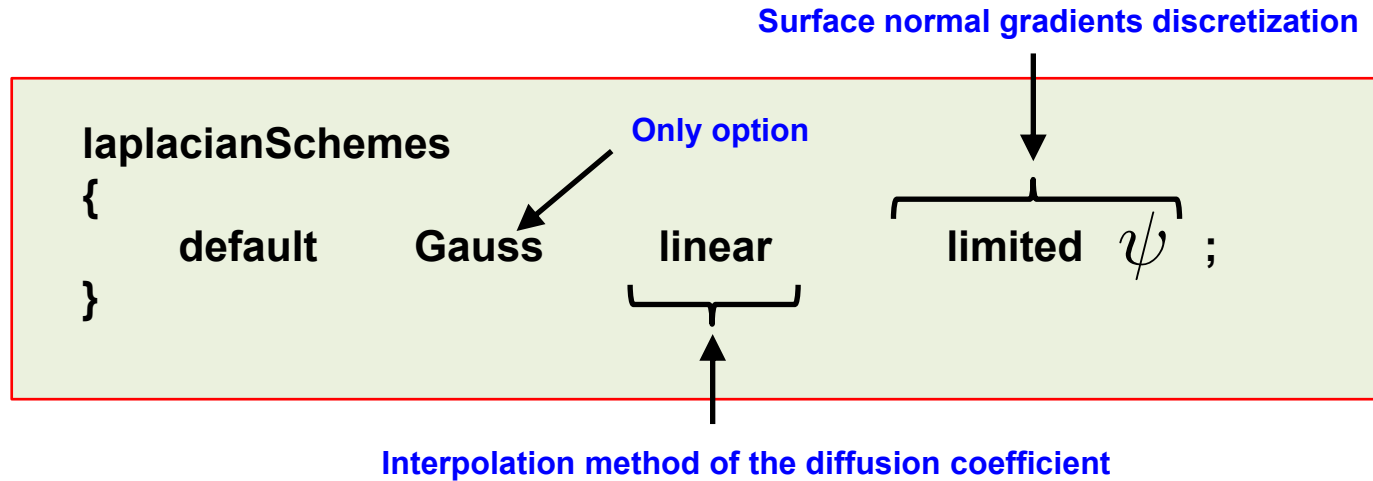 Surface normal gradients discretization
laplacianSchemes
Only option
{
default Gauss linear limited ψ ;
}
Interpolation method of the diffusion coefficient